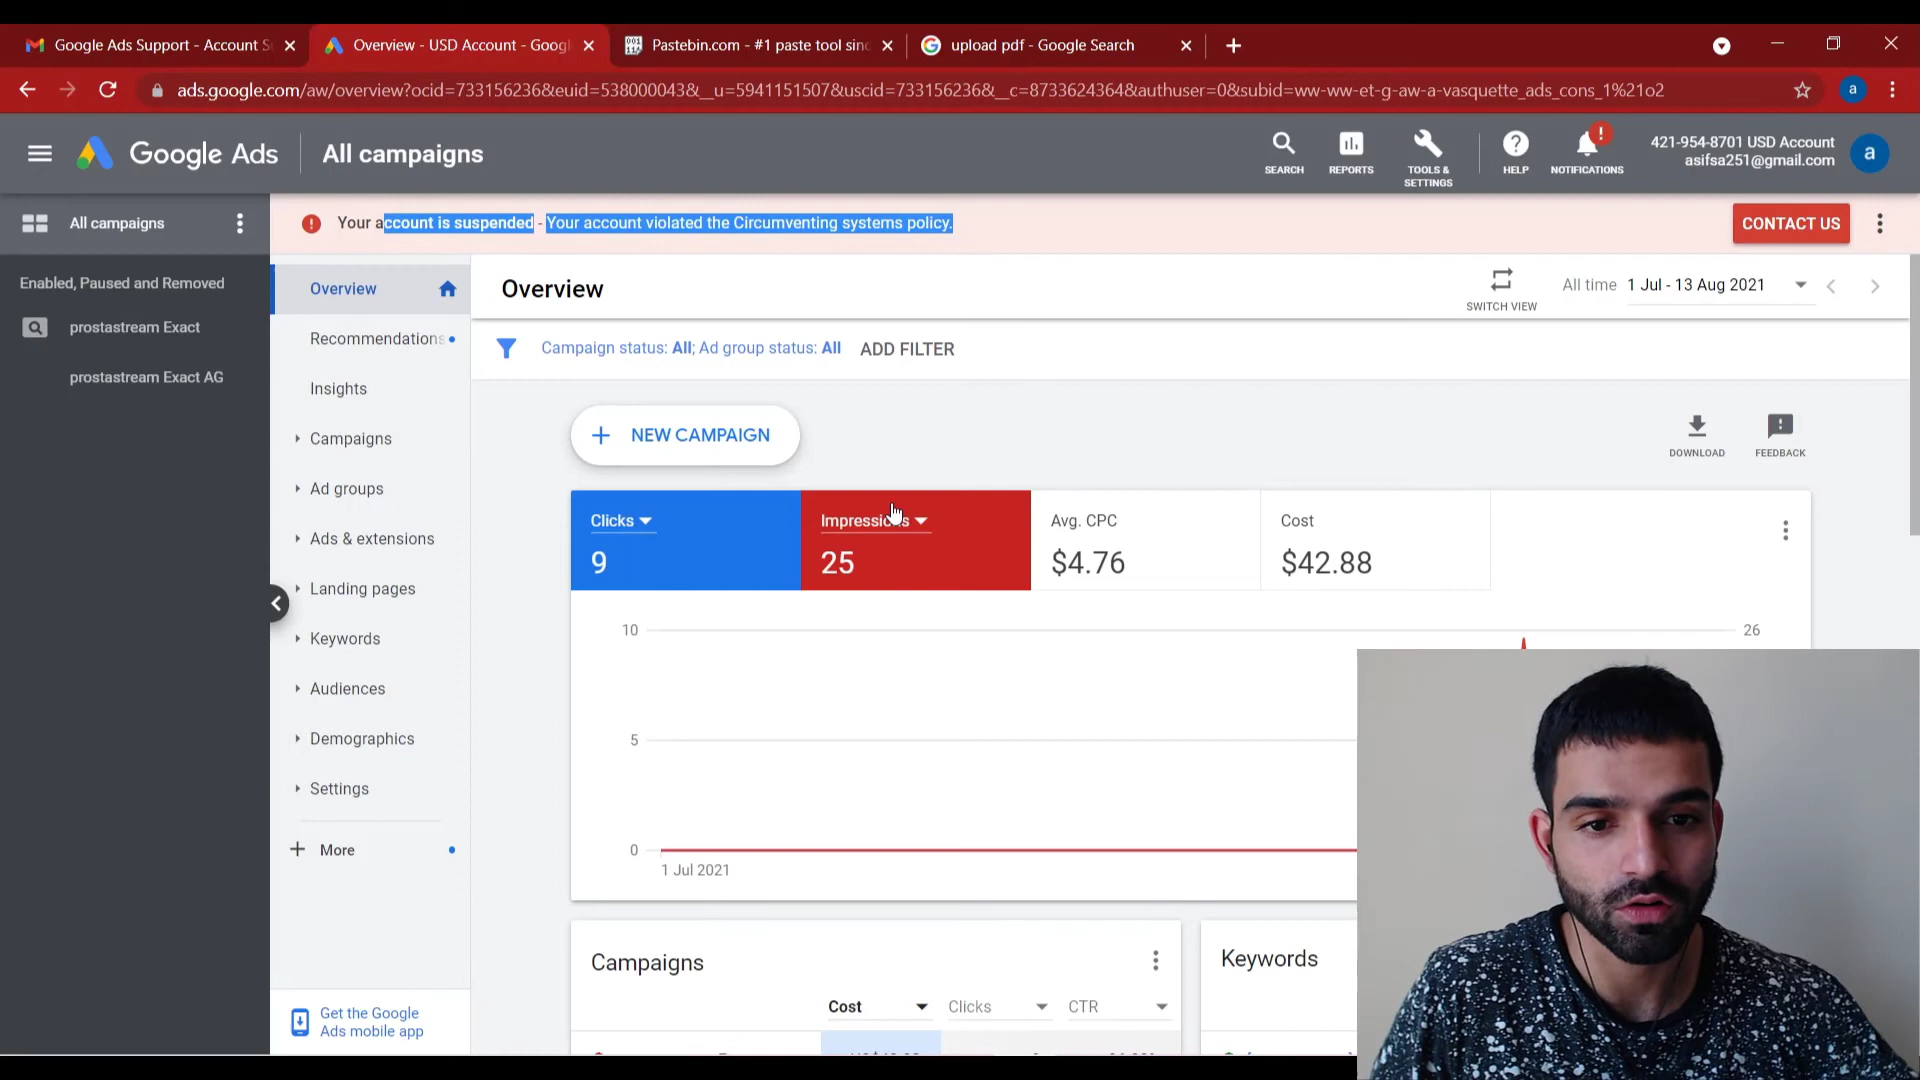 Google Ads Support - Account S
Overview - USD Account - Googl
Pastebin.com - #1 paste tool sinc
upload pdf - Google Search
ads.google.com/aw/overview?ocid=733156236&euid=538000043&__u=5941151507&uscid=733156236&__c=8733624364&authuser=0&subid=ww-ww-et-g-aw-a-vasquette_ads_cons_1%21o2
a
Google Ads
All campaigns
SEARCH
REPORTS
TOOLS &
SETTINGS
HELP
NOTIFICATIONS
421-954-8701 USD Account
asifsa251@gmail.com
a
All campaigns
Your account is suspended - Your account violated the Circumventing systems policy.
CONTACT US
Enabled, Paused and Removed
prostastream Exact
prostastream Exact AG
Overview
Recommendations
Insights
Campaigns
Ad groups
Ads & extensions
Landing pages
Keywords
Audiences
Demographics
Settings
More
Get the Google
Ads mobile app
Overview
SWITCH VIEW
All time 1 Jul - 13 Aug 2021
Campaign status: All; Ad group status: All
ADD FILTER
NEW CAMPAIGN
DOWNLOAD
FEEDBACK
Clicks
9
Impressions
25
Avg. CPC
$4.76
Cost
$42.88
10
26
5
0
1 Jul 2021
Campaigns
Cost
Clicks
CTR
Keywords